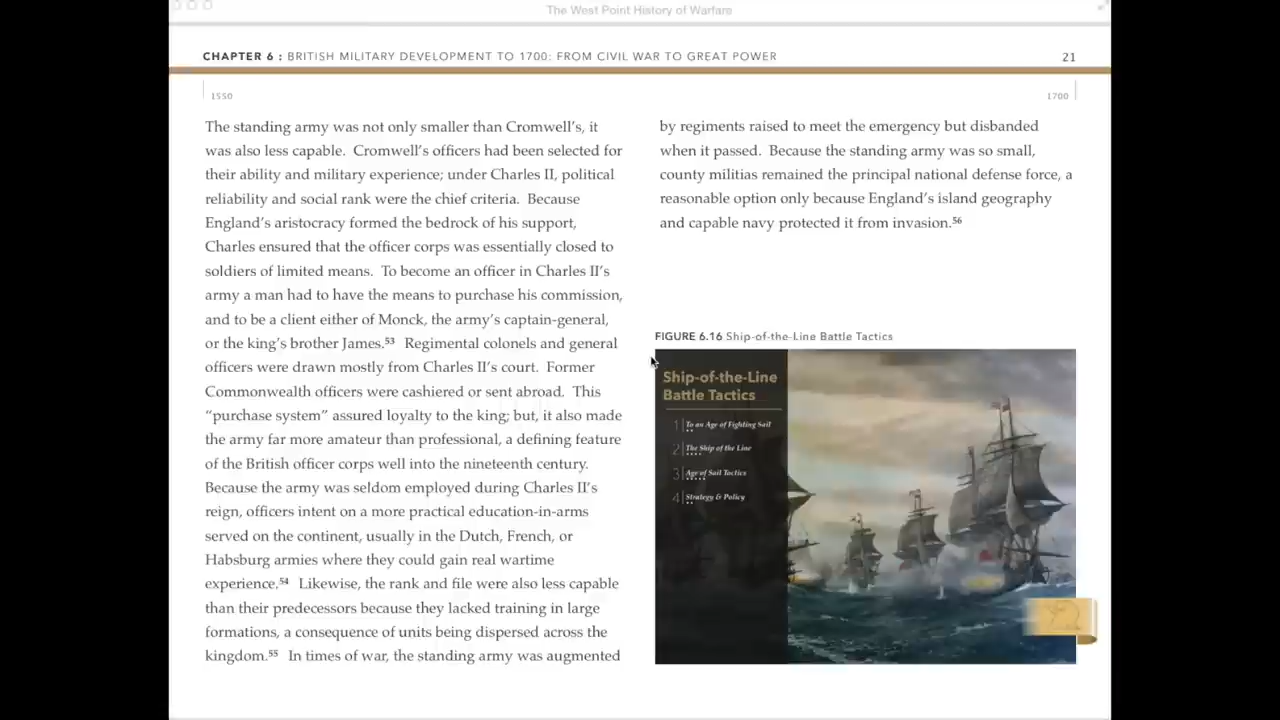 The West Point History of Warfare
CHAPTER 6 : BRITISH MILITARY DEVELOPMENT TO 1700: FROM CIVIL WAR TO GREAT POWER
21
1550
1700
The standing army was not only smaller than Cromwell's, it
was also less capable. Cromwell's officers had been selected for
their ability and military experience; under Charles II, political
reliability and social rank were the chief criteria. Because
England's aristocracy formed the bedrock of his support,
Charles ensured that the officer corps was essentially closed to
soldiers of limited means. To become an officer in Charles II's
army a man had to have the means to purchase his commission,
and to be a client either of Monck, the army's captain-general,
or the king's brother James.53 Regimental colonels and general
officers were drawn mostly from Charles II's court. Former
Commonwealth officers were cashiered or sent abroad. This
“purchase system” assured loyalty to the king; but, it also made
the army far more amateur than professional, a defining feature
of the British officer corps well into the nineteenth century.
Because the army was seldom employed during Charles II's
reign, officers intent on a more practical education-in-arms
served on the continent, usually in the Dutch, French, or
Habsburg armies where they could gain real wartime
experience.54 Likewise, the rank and file were also less capable
than their predecessors because they lacked training in large
formations, a consequence of units being dispersed across the
kingdom.55 In times of war, the standing army was augmented
by regiments raised to meet the emergency but disbanded
when it passed. Because the standing army was so small,
county militias remained the principal national defense force, a
reasonable option only because England's island geography
and capable navy protected it from invasion.56
FIGURE 6.16 Ship-of-the-Line Battle Tactics
Ship-of-the-Line
Battle Tactics
1 To an Age of Fighting Sail
2 The Ship of the Line
3 Age of Sail Tactics
4 Strategy & Policy